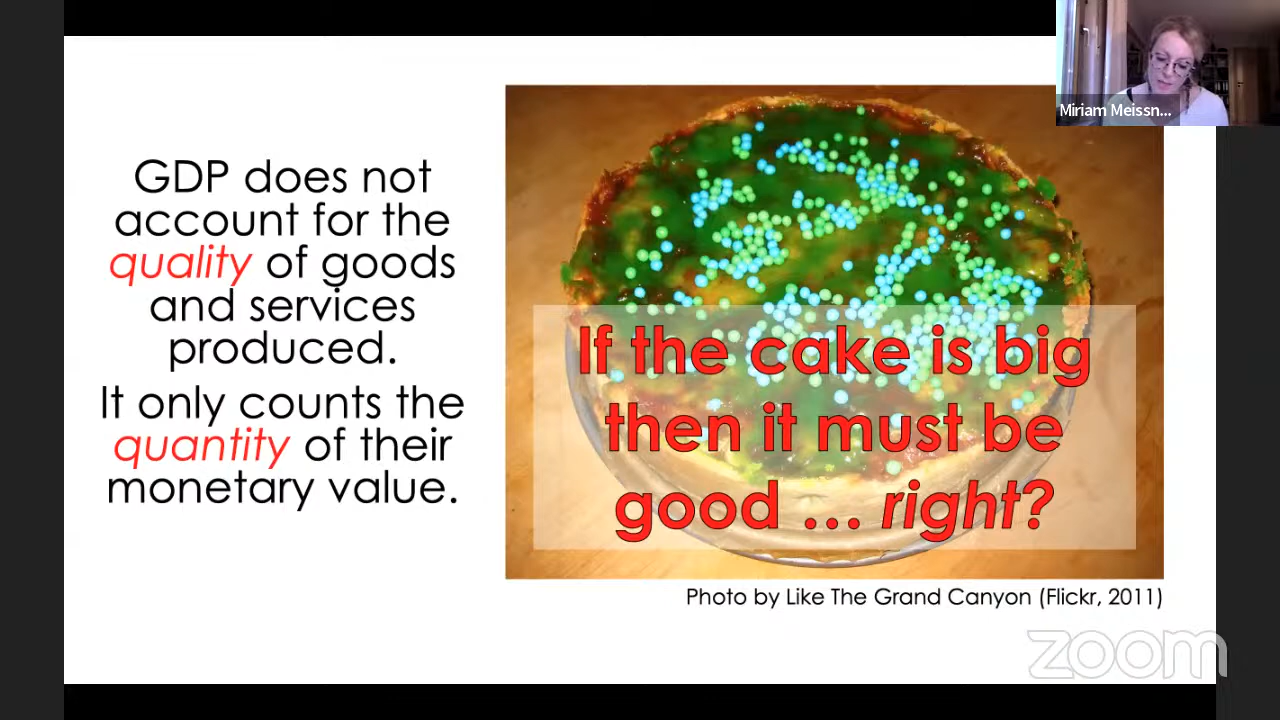 GDP does not
account for the
quality of goods
and services
produced.
It only counts the
quantity of their
monetary value.
If the cake is big
then it must be
good … right?
Photo by Like The Grand Canyon (Flickr, 2011)
Miriam Meissn...
zoom